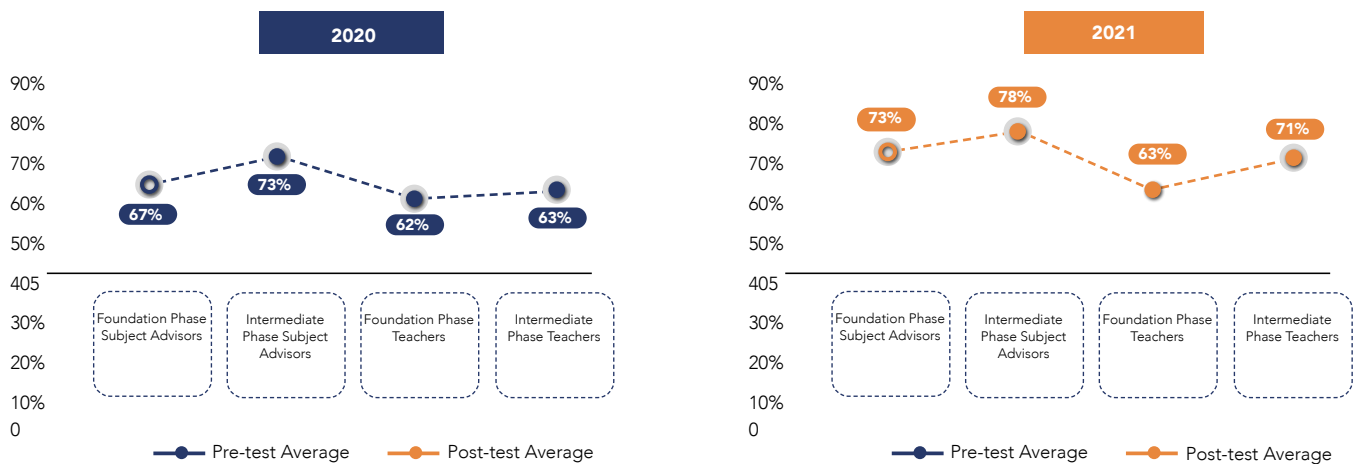 2020
90%
80%
70%
60%
50%
405
30%
20%
10%
0
67%
73%
62%
63%
Foundation Phase
Subject Advisors
Intermediate
Phase Subject
Advisors
Foundation Phase
Teachers
Intermediate
Phase Teachers
Pre-test Average
Post-test Average
2021
90%
80%
70%
60%
50%
405
30%
20%
10%
0
73%
78%
63%
71%
Foundation Phase
Subject Advisors
Intermediate
Phase Subject
Advisors
Foundation Phase
Teachers
Intermediate
Phase Teachers
Pre-test Average
Post-test Average